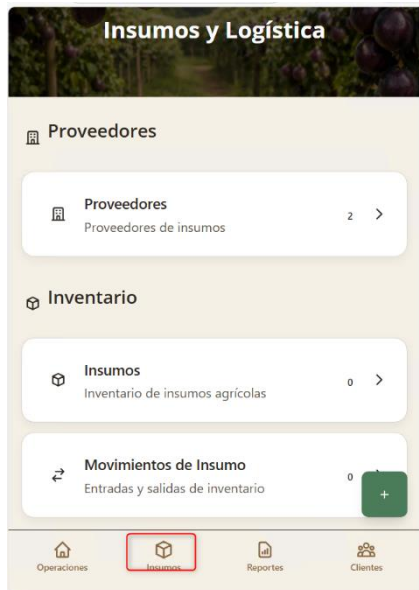 Insumos y Logística
Proveedores
Proveedores
Proveedores de insumos
2
Inventario
Insumos
Inventario de insumos agrícolas
0
Movimientos de Insumo
Entradas y salidas de inventario
0
+
Operaciones
Insumos
Reportes
Clientes